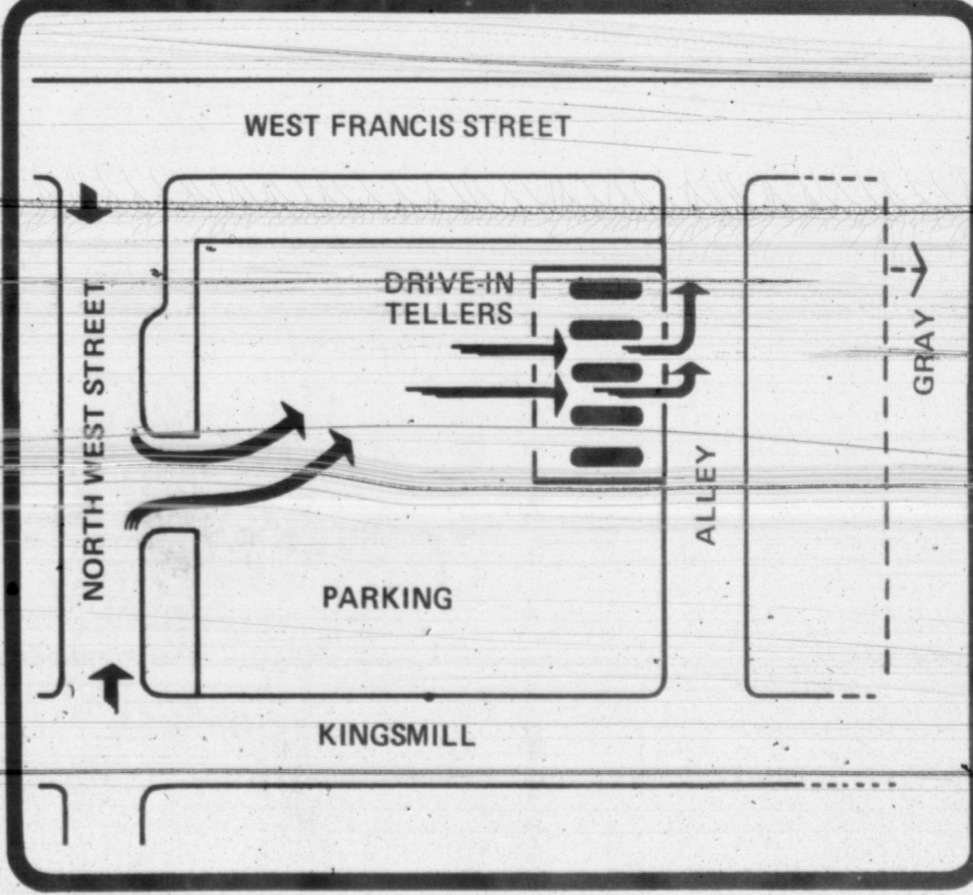 WEST FRANCIS STREET
DRIVE-IN
TELLERS
NORTH WEST STREET
GRAY
ALLEY
PARKING
KINGSMILL